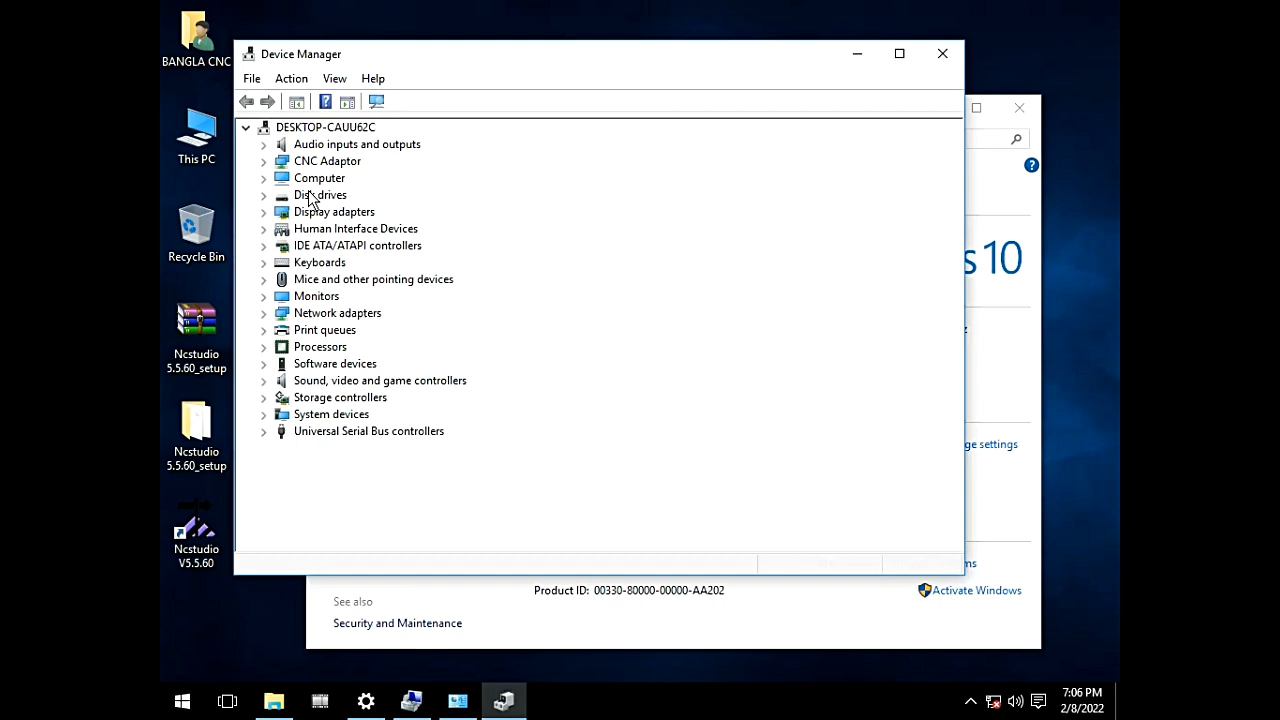 BANGLA CNC
This PC
Recycle Bin
Ncstudio
5.5.60_setup
Ncstudio
5.5.60_setup
Ncstudio
V5.5.60
Device Manager
File Action View Help
DESKTOP-CAUU62C
Audio inputs and outputs
CNC Adaptor
Computer
Disk drives
Display adapters
Human Interface Devices
IDE ATA/ATAPI controllers
Keyboards
Mice and other pointing devices
Monitors
Network adapters
Print queues
Processors
Software devices
Sound, video and game controllers
Storage controllers
System devices
Universal Serial Bus controllers
s 10
z
ge settings
ms
Product ID: 00330-80000-00000-AA202
Activate Windows
See also
Security and Maintenance
7:06 PM
2/8/2022